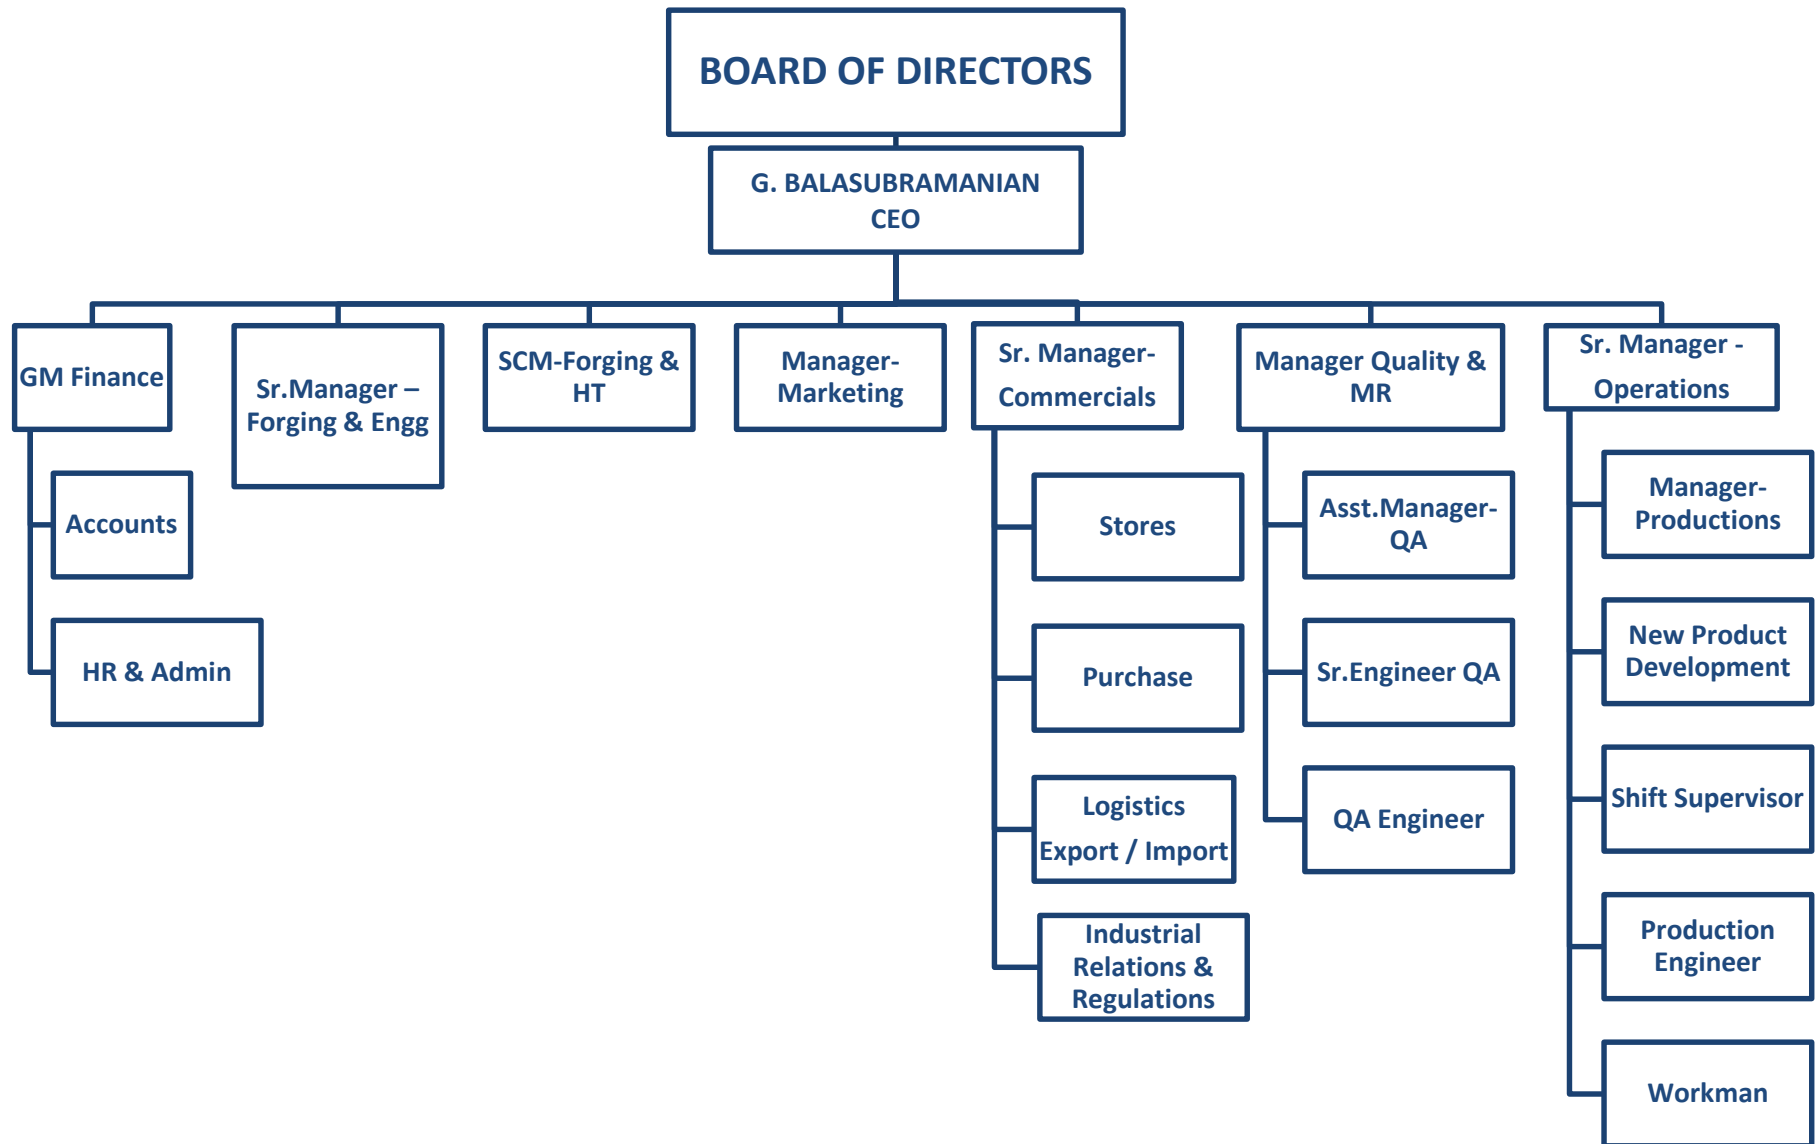 BOARD OF DIRECTORS
G. BALASUBRAMANIAN
CEO
GM Finance
Accounts
HR & Admin
Sr.Manager –
Forging & Engg
SCM-Forging &
HT
Manager-
Marketing
Sr. Manager-
Commercials
Stores
Purchase
Logistics
Export / Import
Industrial
Relations &
Regulations
Manager Quality &
MR
Asst.Manager-
QA
Sr.Engineer QA
QA Engineer
Sr. Manager -
Operations
Manager-
Productions
New Product
Development
Shift Supervisor
Production
Engineer
Workman